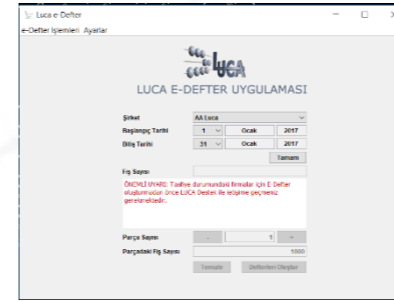 Luca e-Defter
e-Defter İşlemleri Ayarlar
LUCA
LUCA E-DEFTER UYGULAMASI
Şirket AA Luca
Başlangıç Tarihi 1 Ocak 2017
Bitiş Tarihi 31 Ocak 2017
Tamam
Fiş Sayısı
ÖNEMLİ UYARI: Tasfiye durumundaki firmalar için E-Defter
oluşturmadan önce LUCA Destek ile iletişime geçmeniz
gerekmektedir.
Parça Sayısı - 1 +
Parçadaki Fiş Sayısı 1000
Temizle Defterleri Oluştur